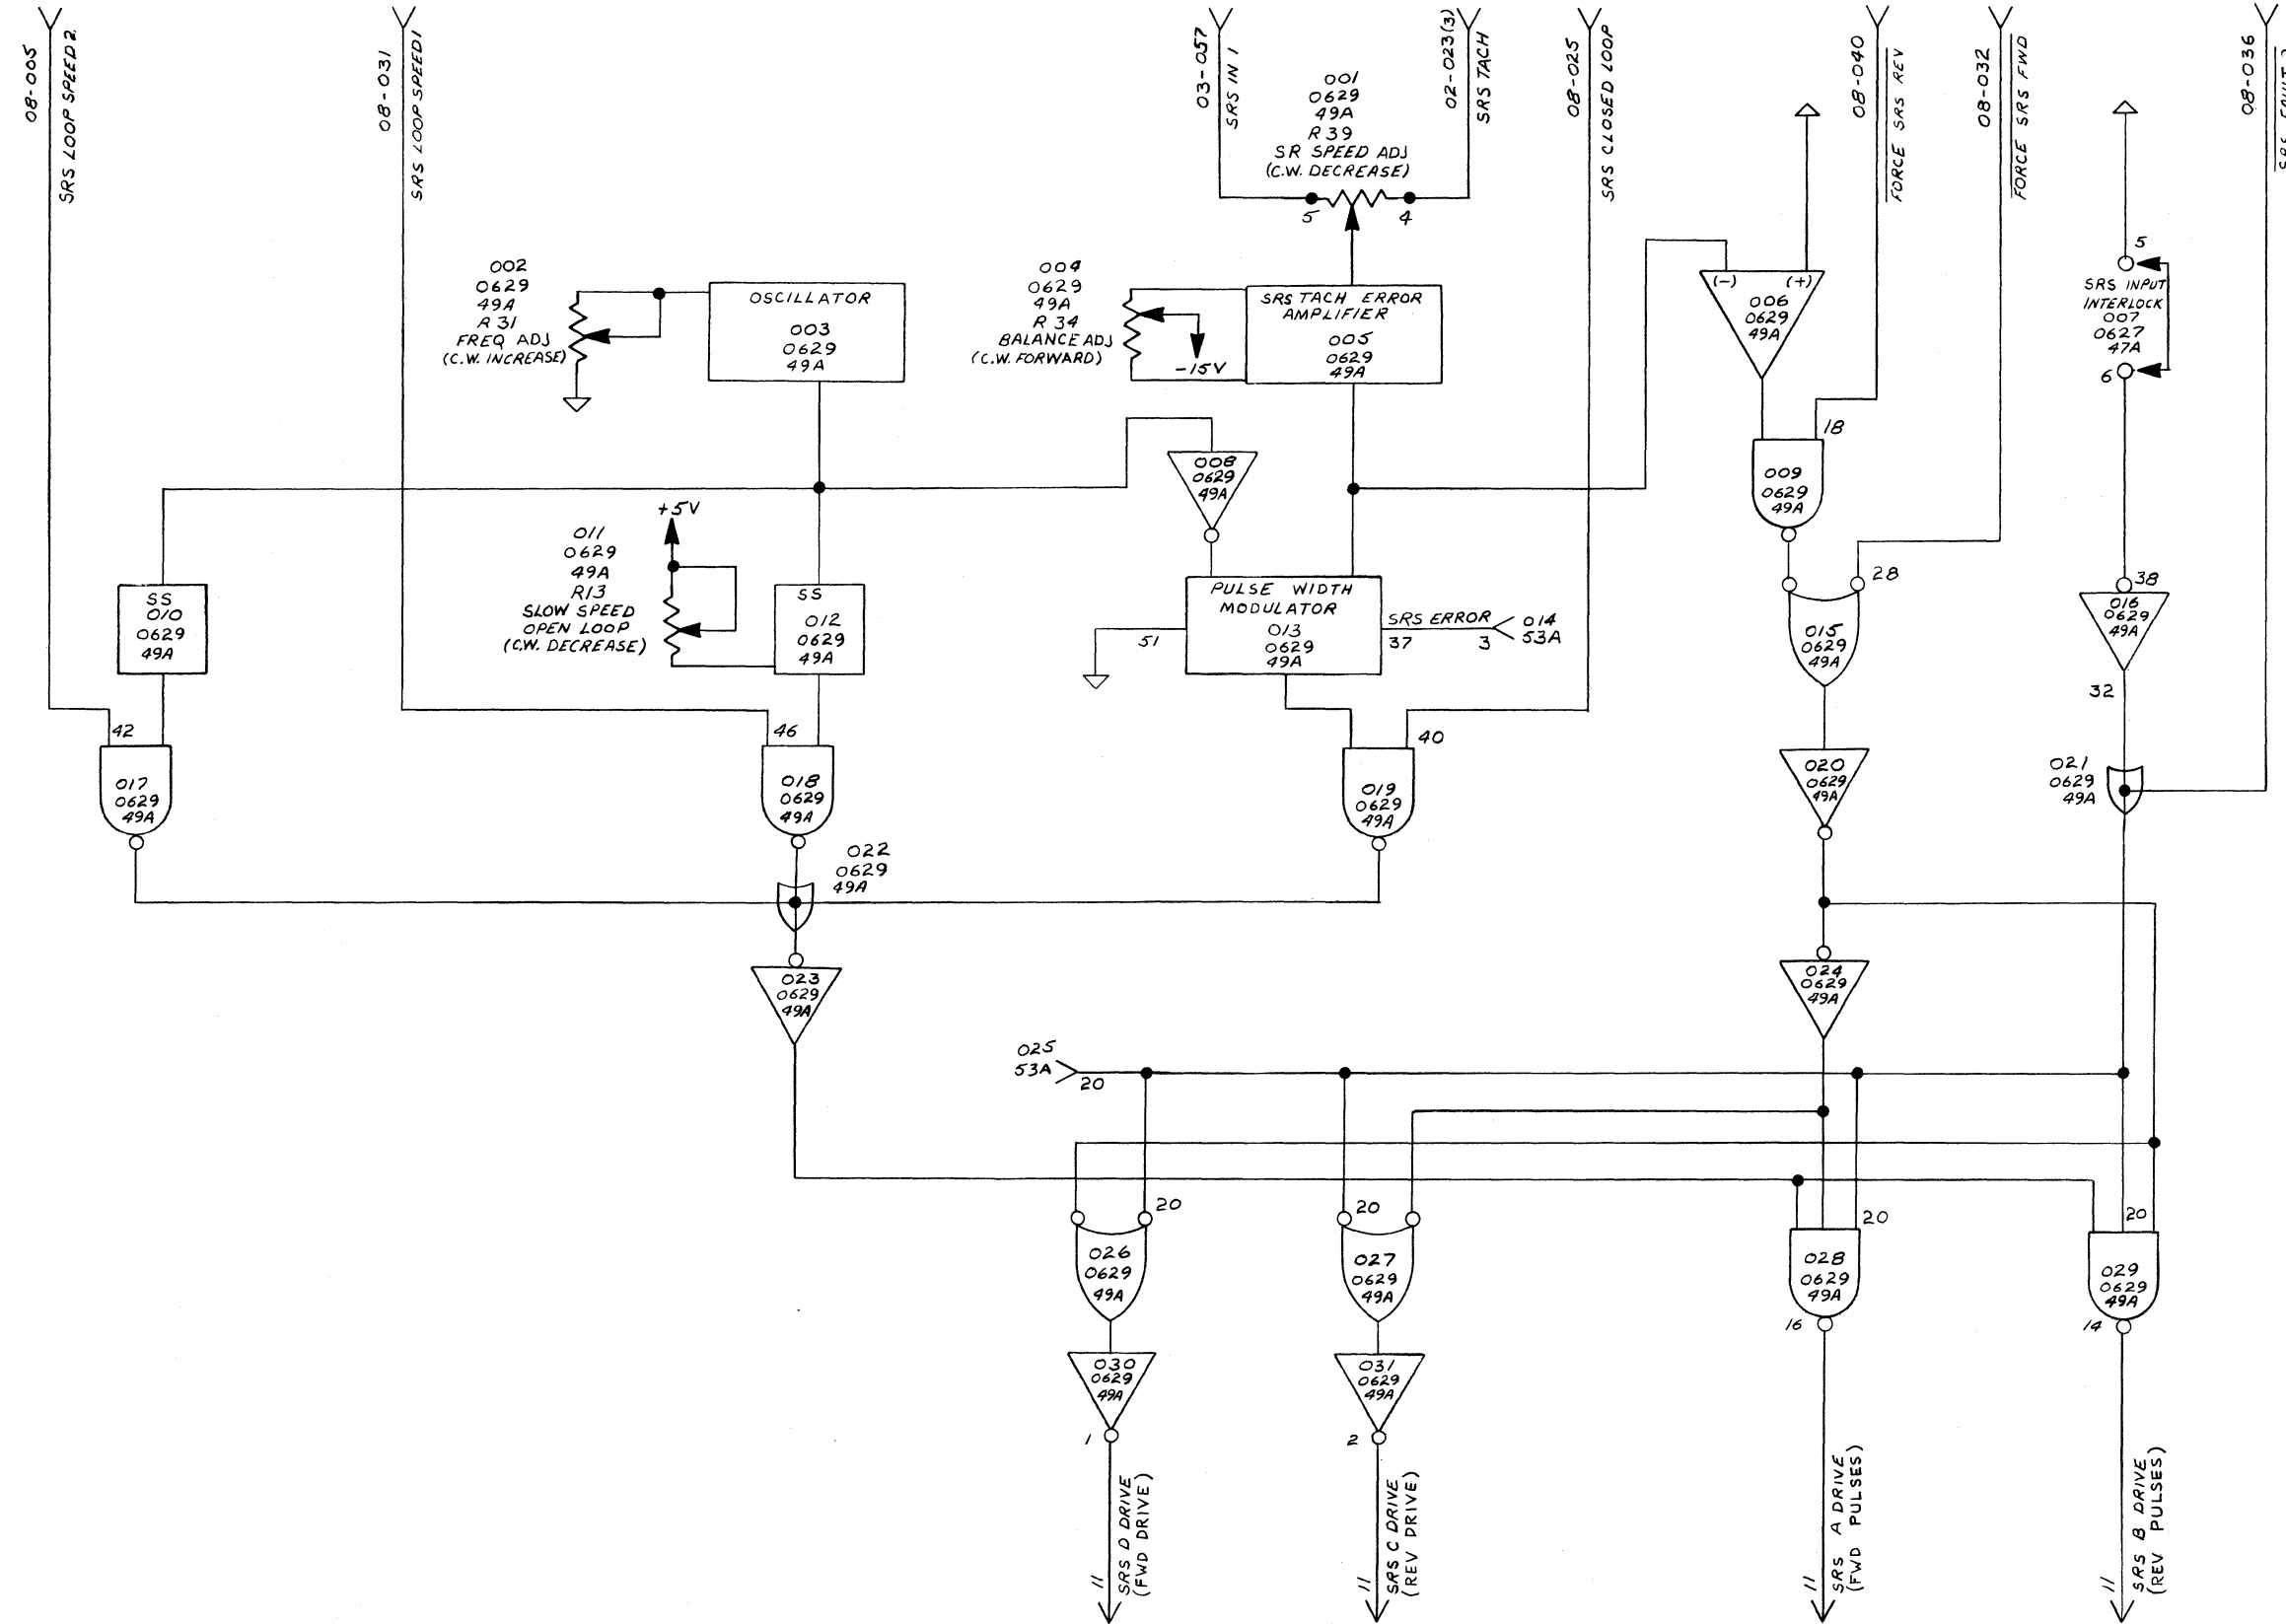 08-005
SRS LOOP SPEED 2
08-031
SRS LOOP SPEED 1
03-057
SRS IN 1
001
0629
49A
R 39
SR SPEED ADJ
(C.W. DECREASE)
5
4
02-023(3)
SRS TACH
08-025
SRS CLOSED LOOP
08-040
FORCE SRS REV
08-032
FORCE SRS FWD
08-036
002
0629
49A
R 31
FREQ ADJ
(C.W. INCREASE)
OSCILLATOR
003
0629
49A
004
0629
49A
R 34
BALANCE ADJ
(C.W. FORWARD)
-15V
SRS TACH ERROR
AMPLIFIER
005
0629
49A
(-) (+)
006
0629
49A
5
SRS INPUT
INTERLOCK
007
0627
47A
6
18
008
0629
49A
009
0629
49A
+5V
011
0629
49A
R13
SLOW SPEED
OPEN LOOP
(C.W. DECREASE)
SS
010
0629
49A
SS
012
0629
49A
PULSE WIDTH
MODULATOR
013
0629
49A
51
SRS ERROR
37
3
014
53A
28
015
0629
49A
38
016
0629
49A
32
42
46
40
017
0629
49A
018
0629
49A
019
0629
49A
020
0629
49A
021
0629
49A
022
0629
49A
023
0629
49A
024
0629
49A
025
53A
20
20
20
20
20
026
0629
49A
027
0629
49A
028
0629
49A
029
0629
49A
16
14
030
0629
49A
031
0629
49A
1
2
11
SRS D DRIVE
(FWD DRIVE)
11
SRS C DRIVE
(REV DRIVE)
11
SRS A DRIVE
(FWD PULSES)
11
SRS B DRIVE
(REV PULSES)